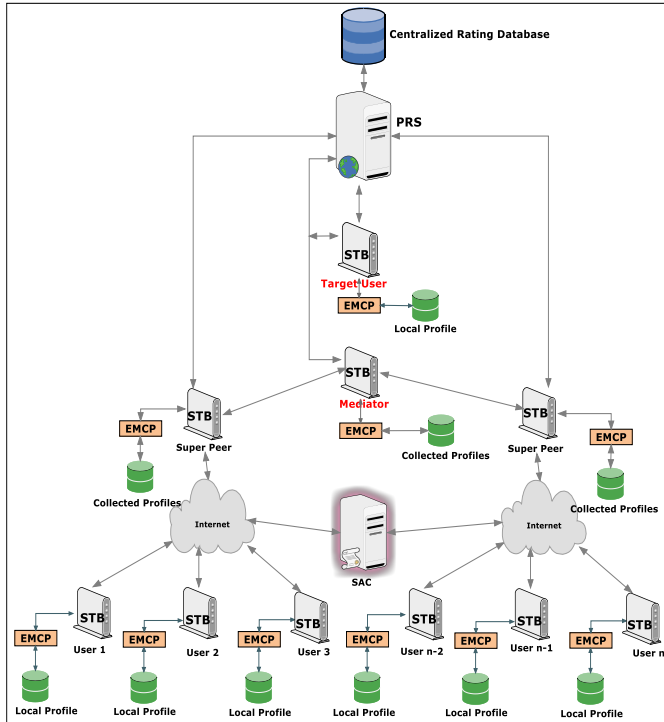 Centralized Rating Database
PRS
STB
Target User
EMCP
Local Profile
STB
Mediator
EMCP
Collected Profiles
STB
Super Peer
EMCP
Collected Profiles
STB
Super Peer
EMCP
Collected Profiles
Internet
Internet
SAC
STB
User 1
EMCP
Local Profile
STB
User 2
EMCP
Local Profile
STB
User 3
EMCP
Local Profile
STB
User n-2
EMCP
Local Profile
STB
User n-1
EMCP
Local Profile
STB
User n
EMCP
Local Profile